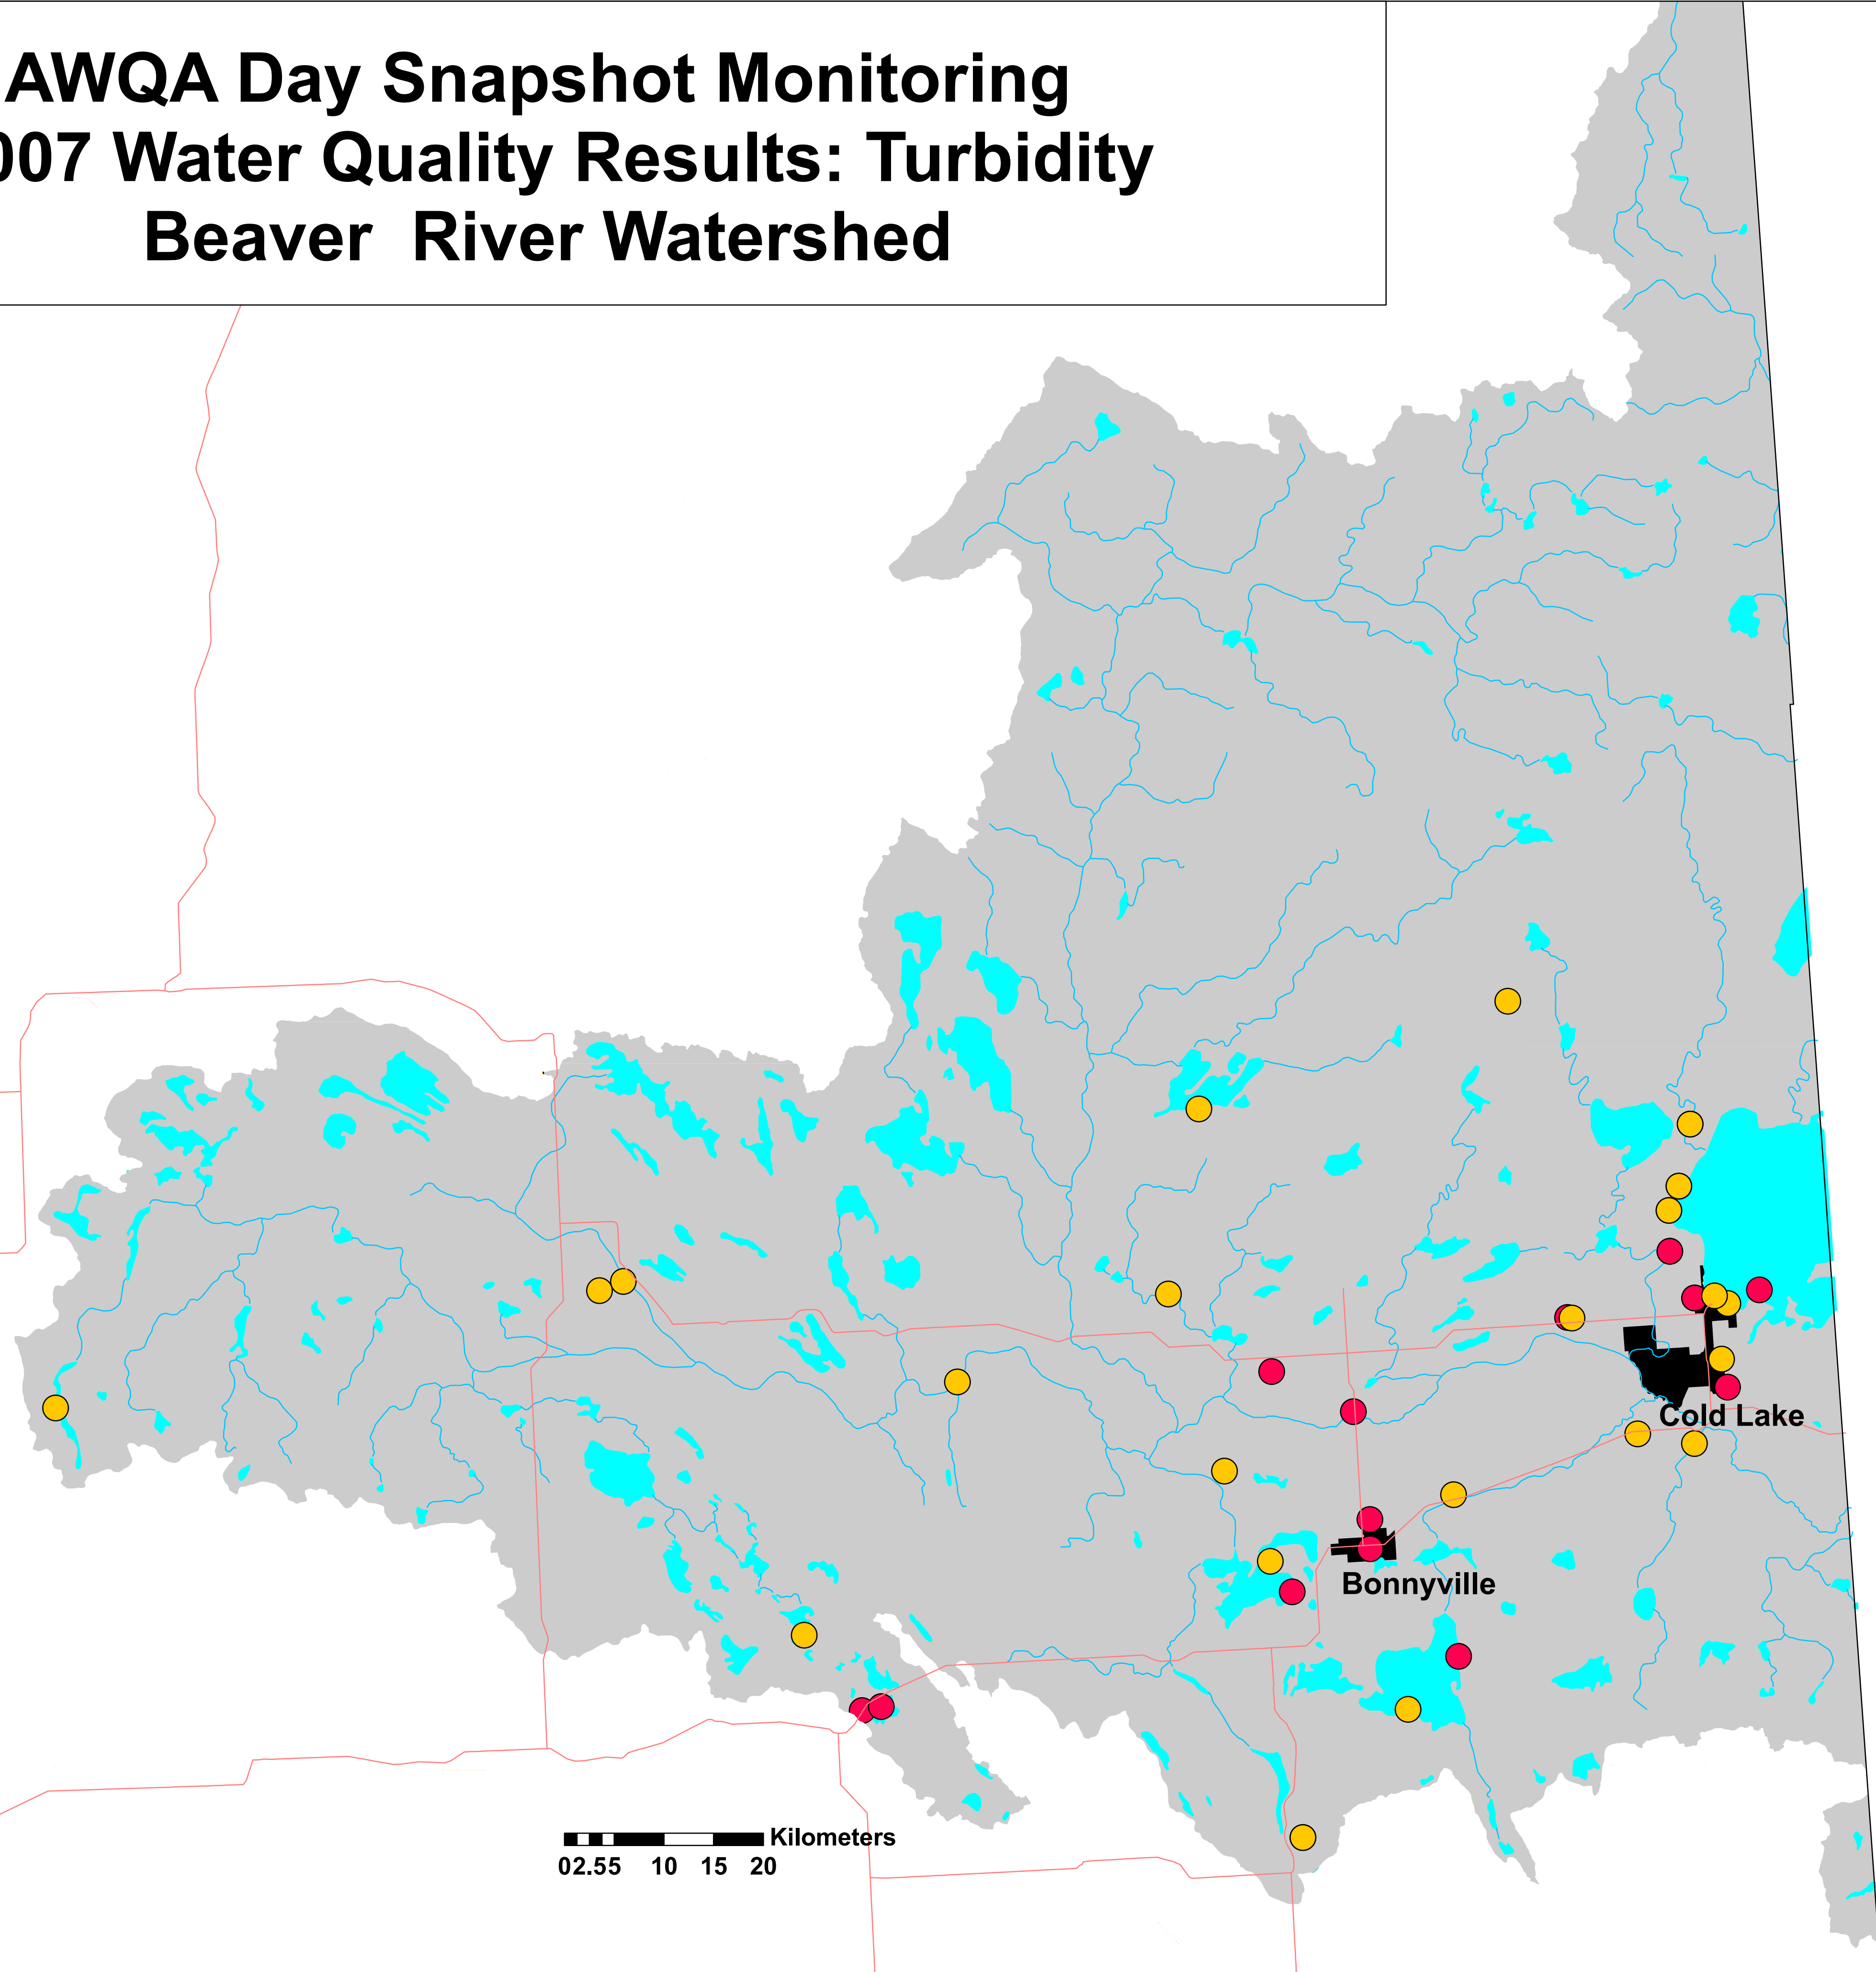 AWQA Day Snapshot Monitoring
007 Water Quality Results: Turbidity
Beaver River Watershed
Cold Lake
Bonnyville
Kilometers
02.55 10 15 20